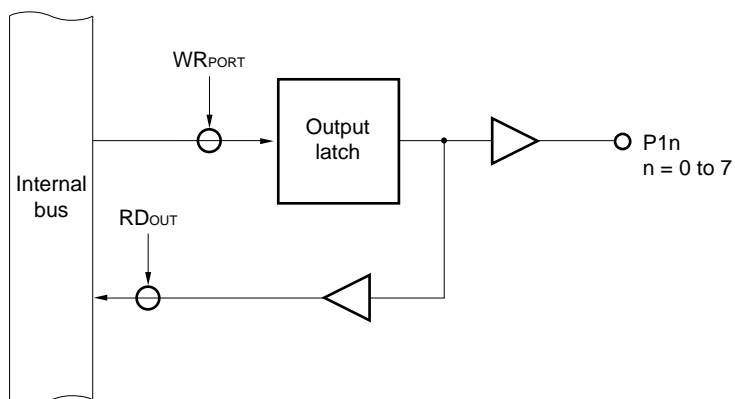 WRPORT
Output
latch
P1n
n = 0 to 7
Internal
bus
RDOUT